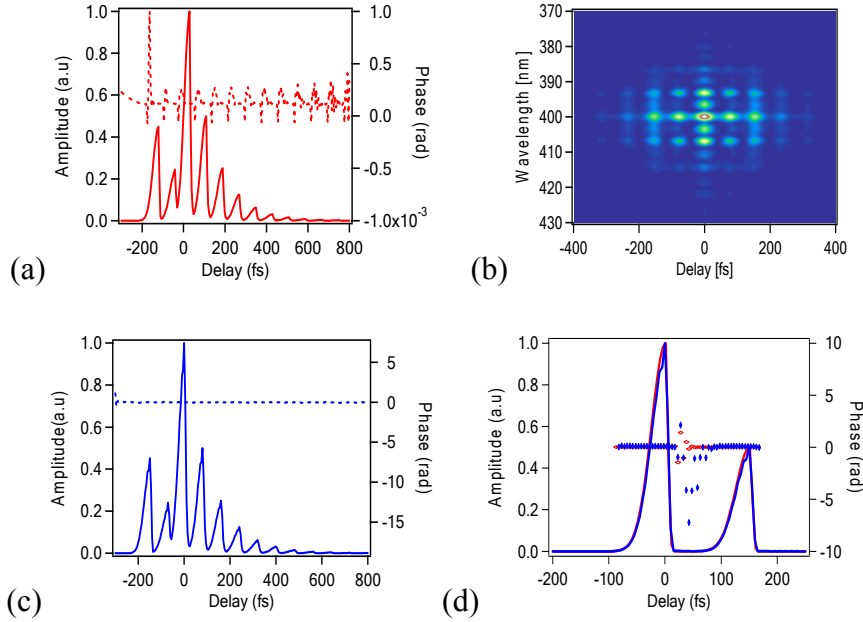 1.0
0.8
0.6
0.4
0.2
0.0
Amplitude (a.u)
1.0
0.5
0.0
-0.5
-1.0x10-3
Phase (rad)
-200 0 200 400 600 800
Delay (fs)
(a)
370
380
390
400
410
420
430
Wavelength [nm]
-400 -200 0 200 400
Delay [fs]
(b)
1.0
0.8
0.6
0.4
0.2
0.0
Amplitude(a.u)
5
0
-5
-10
-15
Phase (rad)
-200 0 200 400 600 800
Delay (fs)
(c)
1.0
0.8
0.6
0.4
0.2
0.0
Amplitude (a.u)
10
5
0
-5
-10
Phase (rad)
-200 -100 0 100 200
Delay (fs)
(d)